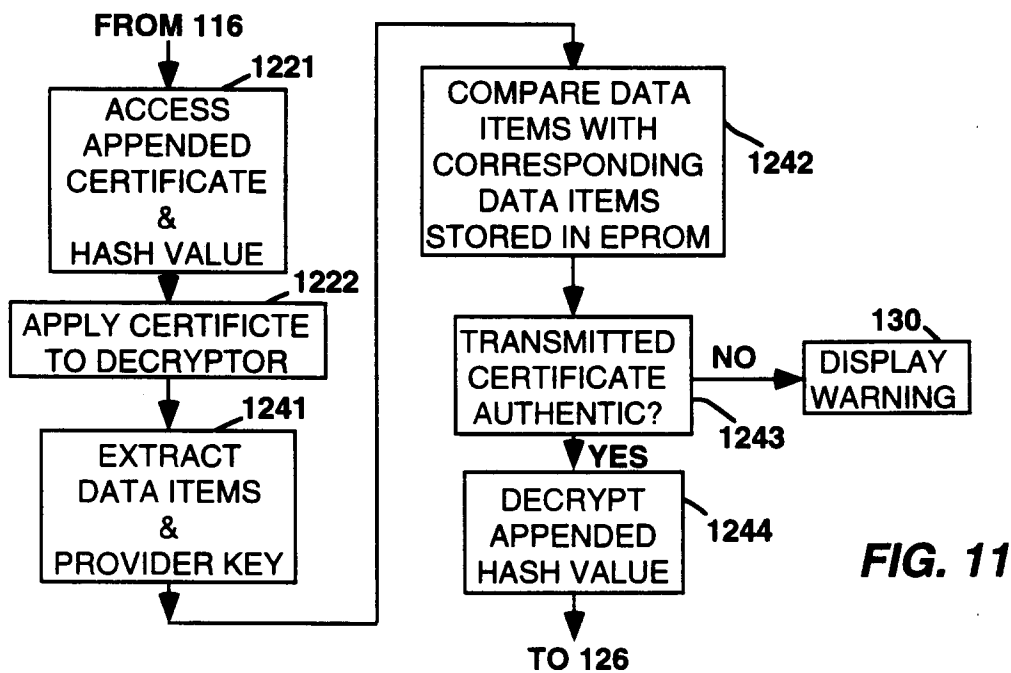 FROM 116
1221
ACCESS
APPENDED
CERTIFICATE
&
HASH VALUE
1222
APPLY CERTIFICTE
TO DECRYPTOR
1241
EXTRACT
DATA ITEMS
&
PROVIDER KEY
COMPARE DATA
ITEMS WITH
CORRESPONDING
DATA ITEMS
STORED IN EPROM
1242
TRANSMITTED
CERTIFICATE
AUTHENTIC?
1243
NO
130
DISPLAY
WARNING
YES
DECRYPT
APPENDED
HASH VALUE
1244
TO 126
FIG. 11